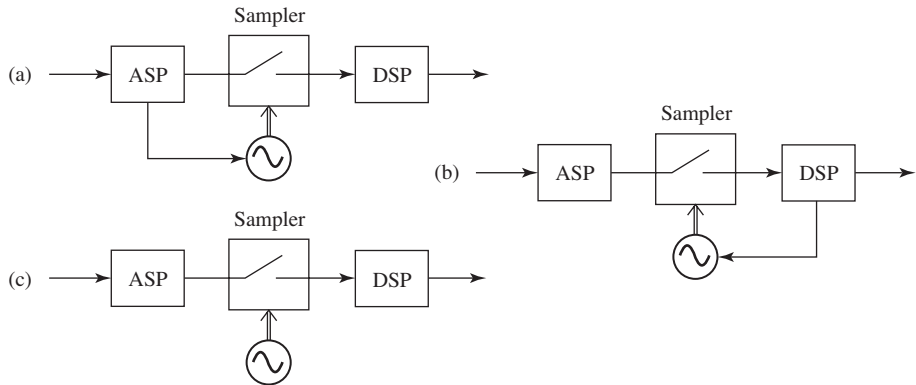 Sampler
(a) ASP DSP
Sampler
(b) ASP DSP
Sampler
(c) ASP DSP